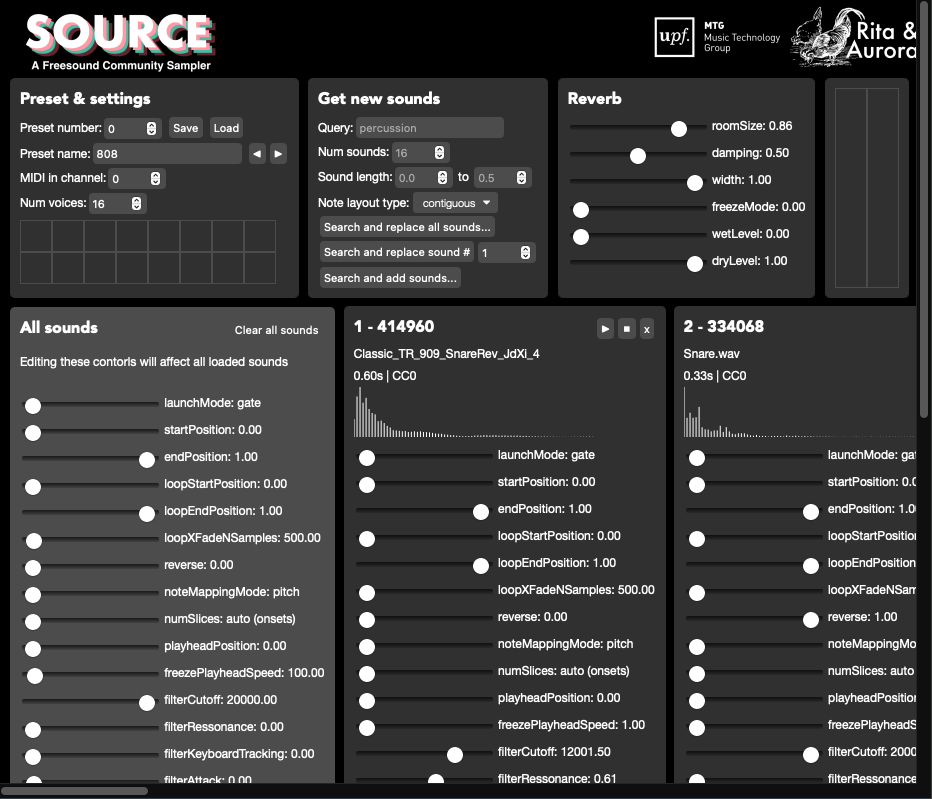 SOURCE
A Freesound Community Sampler
upf.
MTG
Music Technology
Group
Rita &
Aurora
Preset & settings
Preset number: 0 Save Load
Preset name: 808
MIDI in channel: 0
Num voices: 16
Get new sounds
Query: percussion
Num sounds: 16
Sound length: 0.0 to 0.5
Note layout type: contiguous
Search and replace all sounds...
Search and replace sound # 1
Search and add sounds...
Reverb
roomSize: 0.86
damping: 0.50
width: 1.00
freezeMode: 0.00
wetLevel: 0.00
dryLevel: 1.00
All sounds Clear all sounds
Editing these contorls will affect all loaded sounds
launchMode: gate
startPosition: 0.00
endPosition: 1.00
loopStartPosition: 0.00
loopEndPosition: 1.00
loopXFadeNSamples: 500.00
reverse: 0.00
noteMappingMode: pitch
numSlices: auto (onsets)
playheadPosition: 0.00
freezePlayheadSpeed: 100.00
filterCutoff: 20000.00
filterRessonance: 0.00
filterKeyboardTracking: 0.00
filterAttack: 0.00
1 - 414960 x
Classic_TR_909_SnareRev_JdXi_4
0.60s | CC0
launchMode: gate
startPosition: 0.00
endPosition: 1.00
loopStartPosition: 0.00
loopEndPosition: 1.00
loopXFadeNSamples: 500.00
reverse: 0.00
noteMappingMode: pitch
numSlices: auto (onsets)
playheadPosition: 0.00
freezePlayheadSpeed: 1.00
filterCutoff: 12001.50
filterRessonance: 0.61
2 - 334068
Snare.wav
0.33s | CC0
launchMode: gat
startPosition: 0.0
endPosition: 1.0
loopStartPosition
loopEndPosition
loopXFadeNSam
reverse: 1.00
noteMappingMo
numSlices: auto
playheadPosition
freezePlayheadS
filterCutoff: 2000
filterRessonance